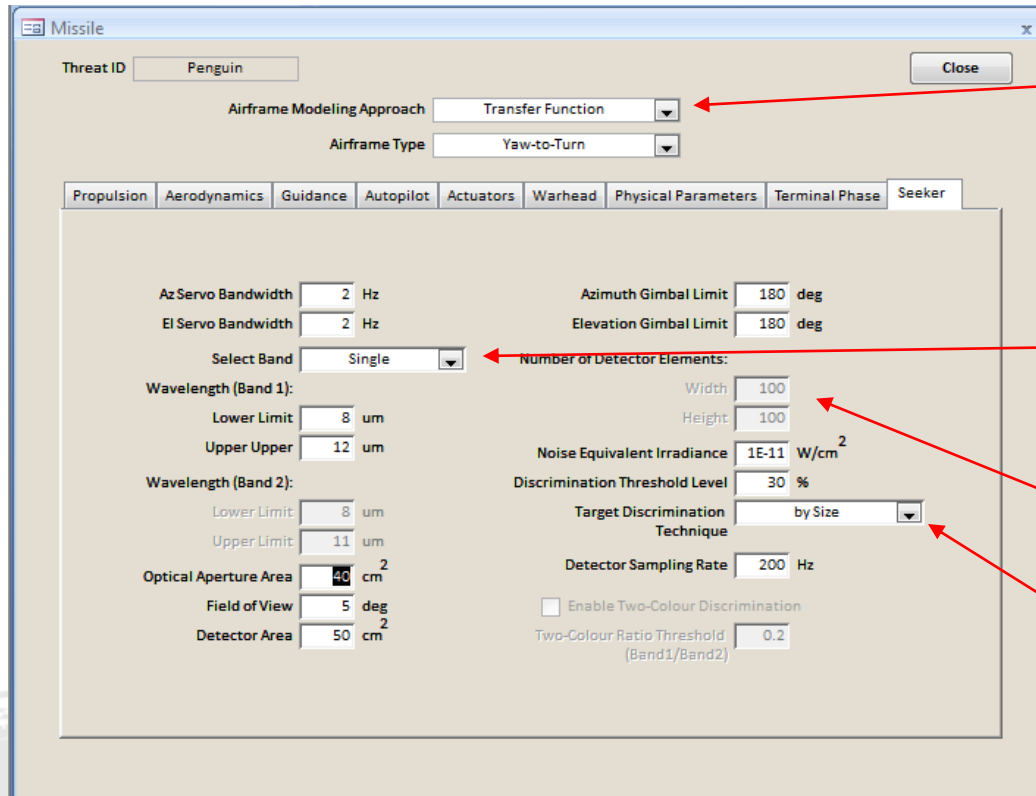 Missile
x
Threat ID Penguin
Close
Airframe Modeling Approach Transfer Function
Airframe Type Yaw-to-Turn
Propulsion Aerodynamics Guidance Autopilot Actuators Warhead Physical Parameters Terminal Phase Seeker
Az Servo Bandwidth 2 Hz
El Servo Bandwidth 2 Hz
Select Band Single
Wavelength (Band 1):
Lower Limit 8 um
Upper Upper 12 um
Wavelength (Band 2):
Lower Limit 8 um
Upper Limit 11 um
Optical Aperture Area 40 cm2
Field of View 5 deg
Detector Area 50 cm2
Azimuth Gimbal Limit 180 deg
Elevation Gimbal Limit 180 deg
Number of Detector Elements:
Width 100
Height 100
Noise Equivalent Irradiance 1E-11 W/cm2
Discrimination Threshold Level 30 %
Target Discrimination by Size
Technique
Detector Sampling Rate 200 Hz
Enable Two-Colour Discrimination
Two-Colour Ratio Threshold 0.2
(Band1/Band2)